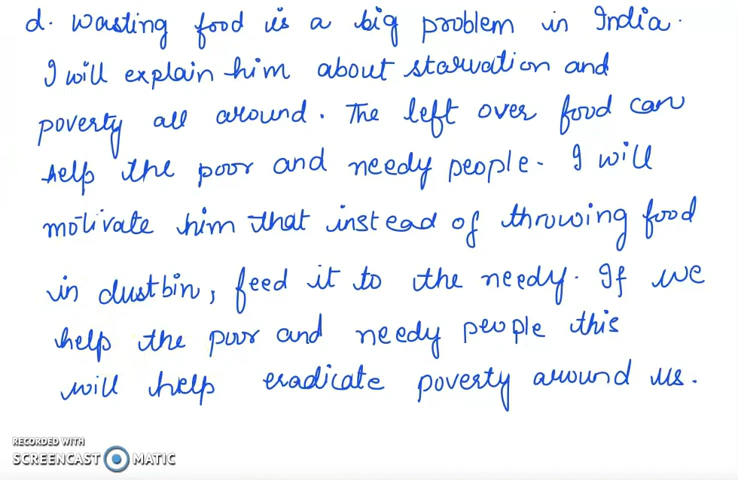 d. Wasting food is a big problem in India.
I will explain him about starvation and
poverty all around. The left over food can
help the poor and needy people. I will
motivate him that instead of throwing food
in dustbin, feed it to the needy. If we
help the poor and needy people this
will help eradicate poverty around us.
RECORDED WITH
SCREENCAST MATIC